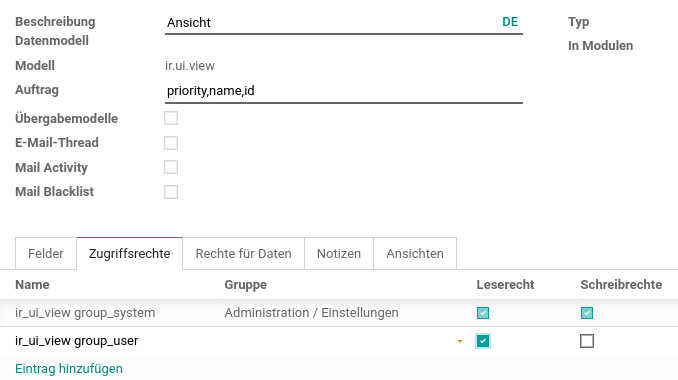 Beschreibung Ansicht DE Typ
Datenmodell In Modulen
Modell ir.ui.view
Auftrag priority,name,id
Übergabemodelle
E-Mail-Thread
Mail Activity
Mail Blacklist
Felder Zugriffsrechte Rechte für Daten Notizen Ansichten
Name Gruppe Leserecht Schreibrechte
ir_ui_view group_system Administration / Einstellungen
ir_ui_view group_user
Eintrag hinzufügen